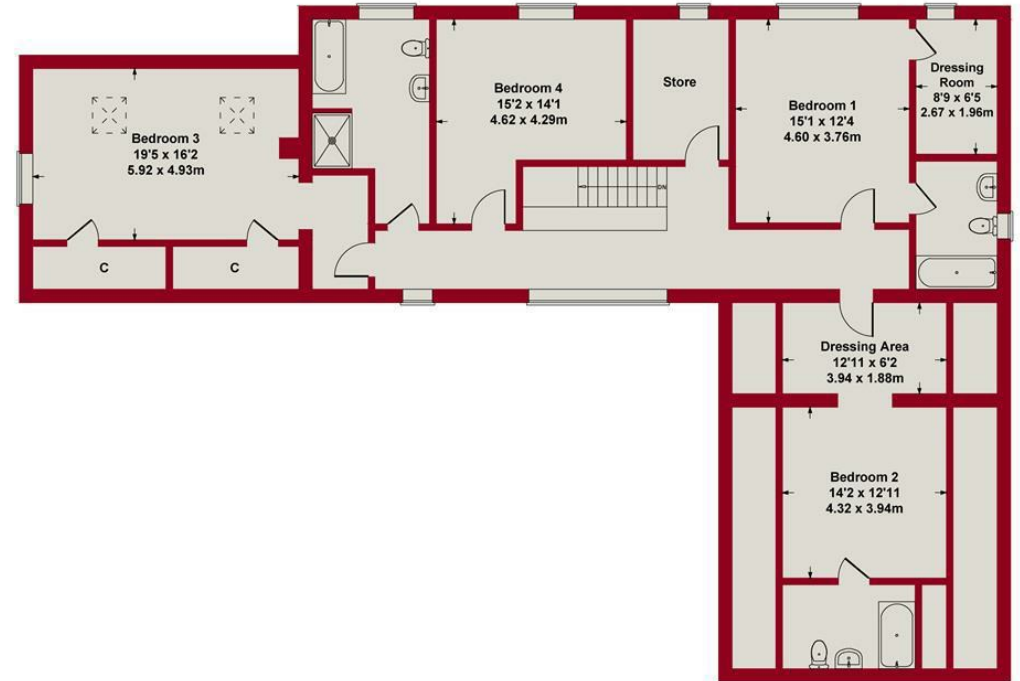 Bedroom 3
19'5 x 16'2
5.92 x 4.93m
C
C
Bedroom 4
15'2 x 14'1
4.62 x 4.29m
Store
DN
Bedroom 1
15'1 x 12'4
4.60 x 3.76m
Dressing
Room
8'9 x 6'5
2.67 x 1.96m
Dressing Area
12'11 x 6'2
3.94 x 1.88m
Bedroom 2
14'2 x 12'11
4.32 x 3.94m